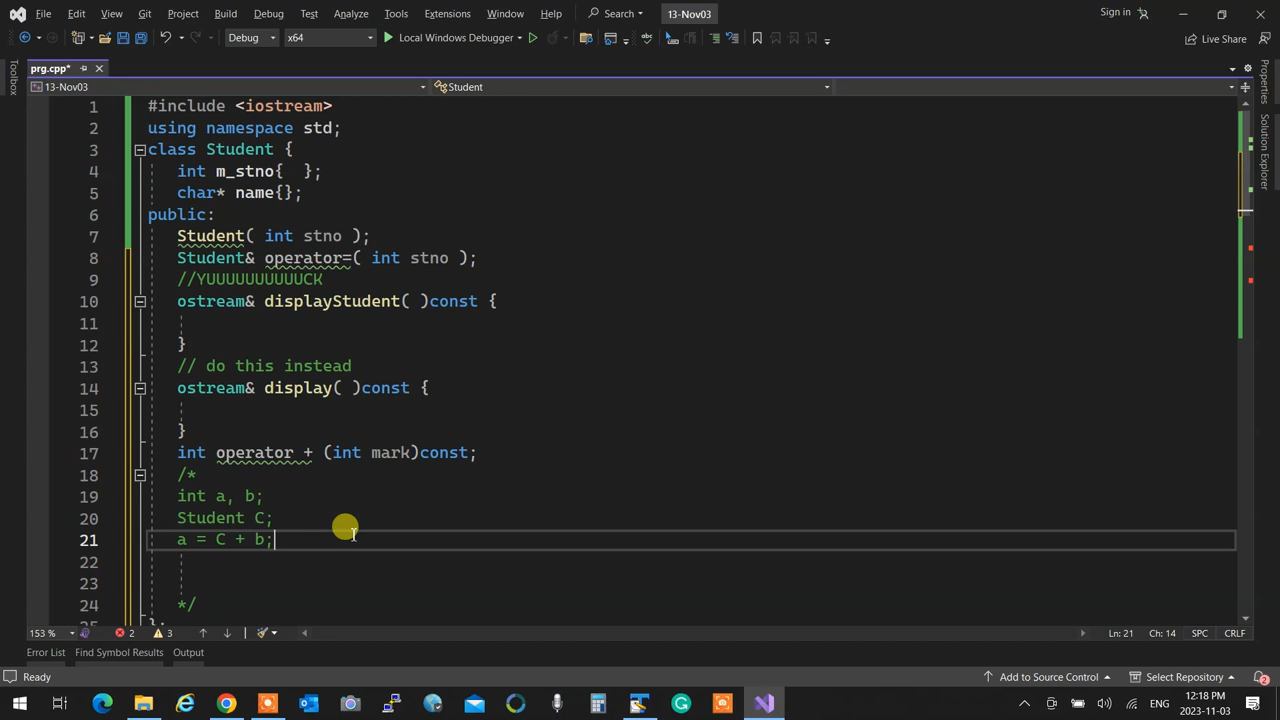 File Edit View Git Project Build Debug Test Analyze Tools Extensions Window Help Search 13-Nov03 Sign in
Debug x64 Local Windows Debugger Live Share
prg.cpp*
13-Nov03 Student
Toolbox
Properties
Solution Explorer
1 #include <iostream>
2 using namespace std;
3 class Student {
4 int m_stno{  };
5 char* name{};
6 public:
7 Student( int stno );
8 Student& operator=( int stno );
9 //YUUUUUUUUUUCK
10 ostream& displayStudent( )const {
11
12 }
13 // do this instead
14 ostream& display( )const {
15
16 }
17 int operator + (int mark)const;
18 /*
19 int a, b;
20 Student C;
21 a = C + b;
22
23
24 */
25 };
153 % 2 3 Ln: 21 Ch: 14 SPC CRLF
Error List Find Symbol Results Output
Ready Add to Source Control Select Repository 2
ENG 12:18 PM
2023-11-03